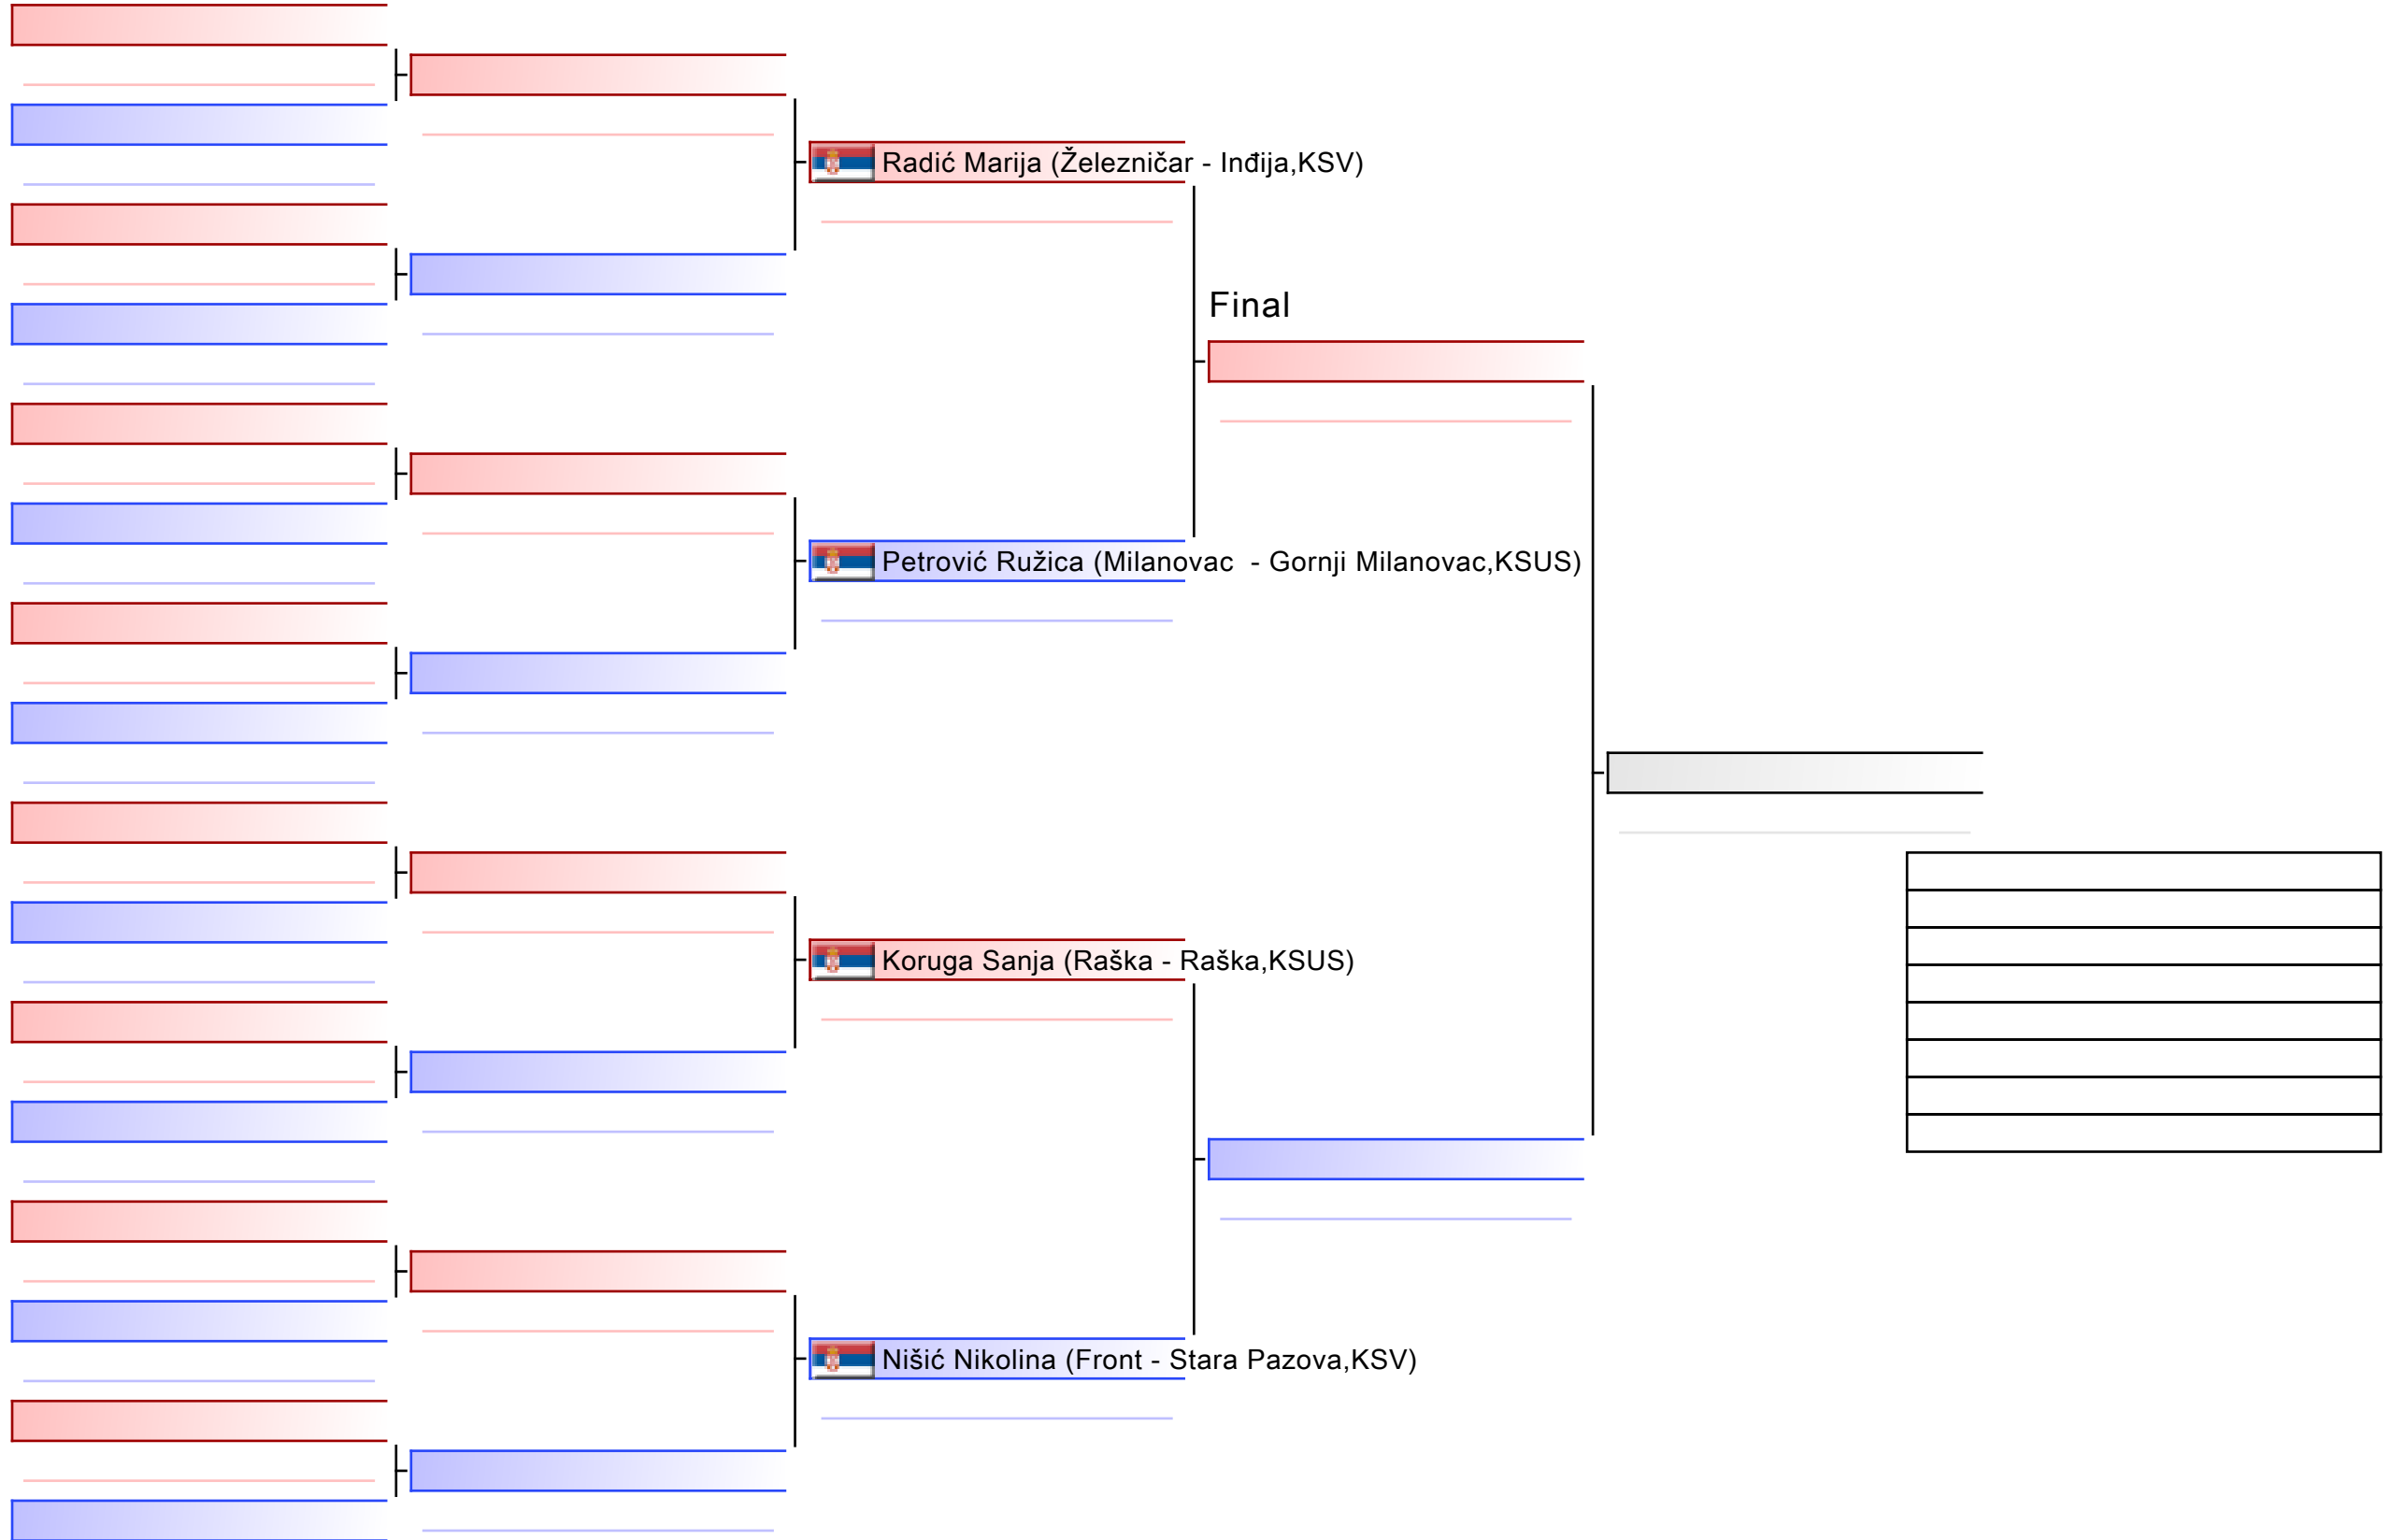 Radić Marija (Železničar - Inđija,KSV)
Final
Petrović Ružica (Milanovac  - Gornji Milanovac,KSUS)
Koruga Sanja (Raška - Raška,KSUS)
Nišić Nikolina (Front - Stara Pazova,KSV)